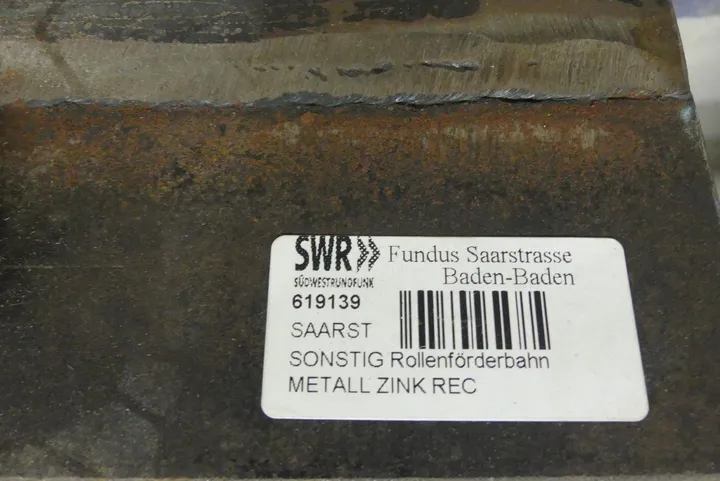 SWR Fundus Saarstrasse
SÜDWESTRUNDFUNK Baden-Baden
619139
SAARST
SONSTIG Rollenförderbahn
METALL ZINK REC